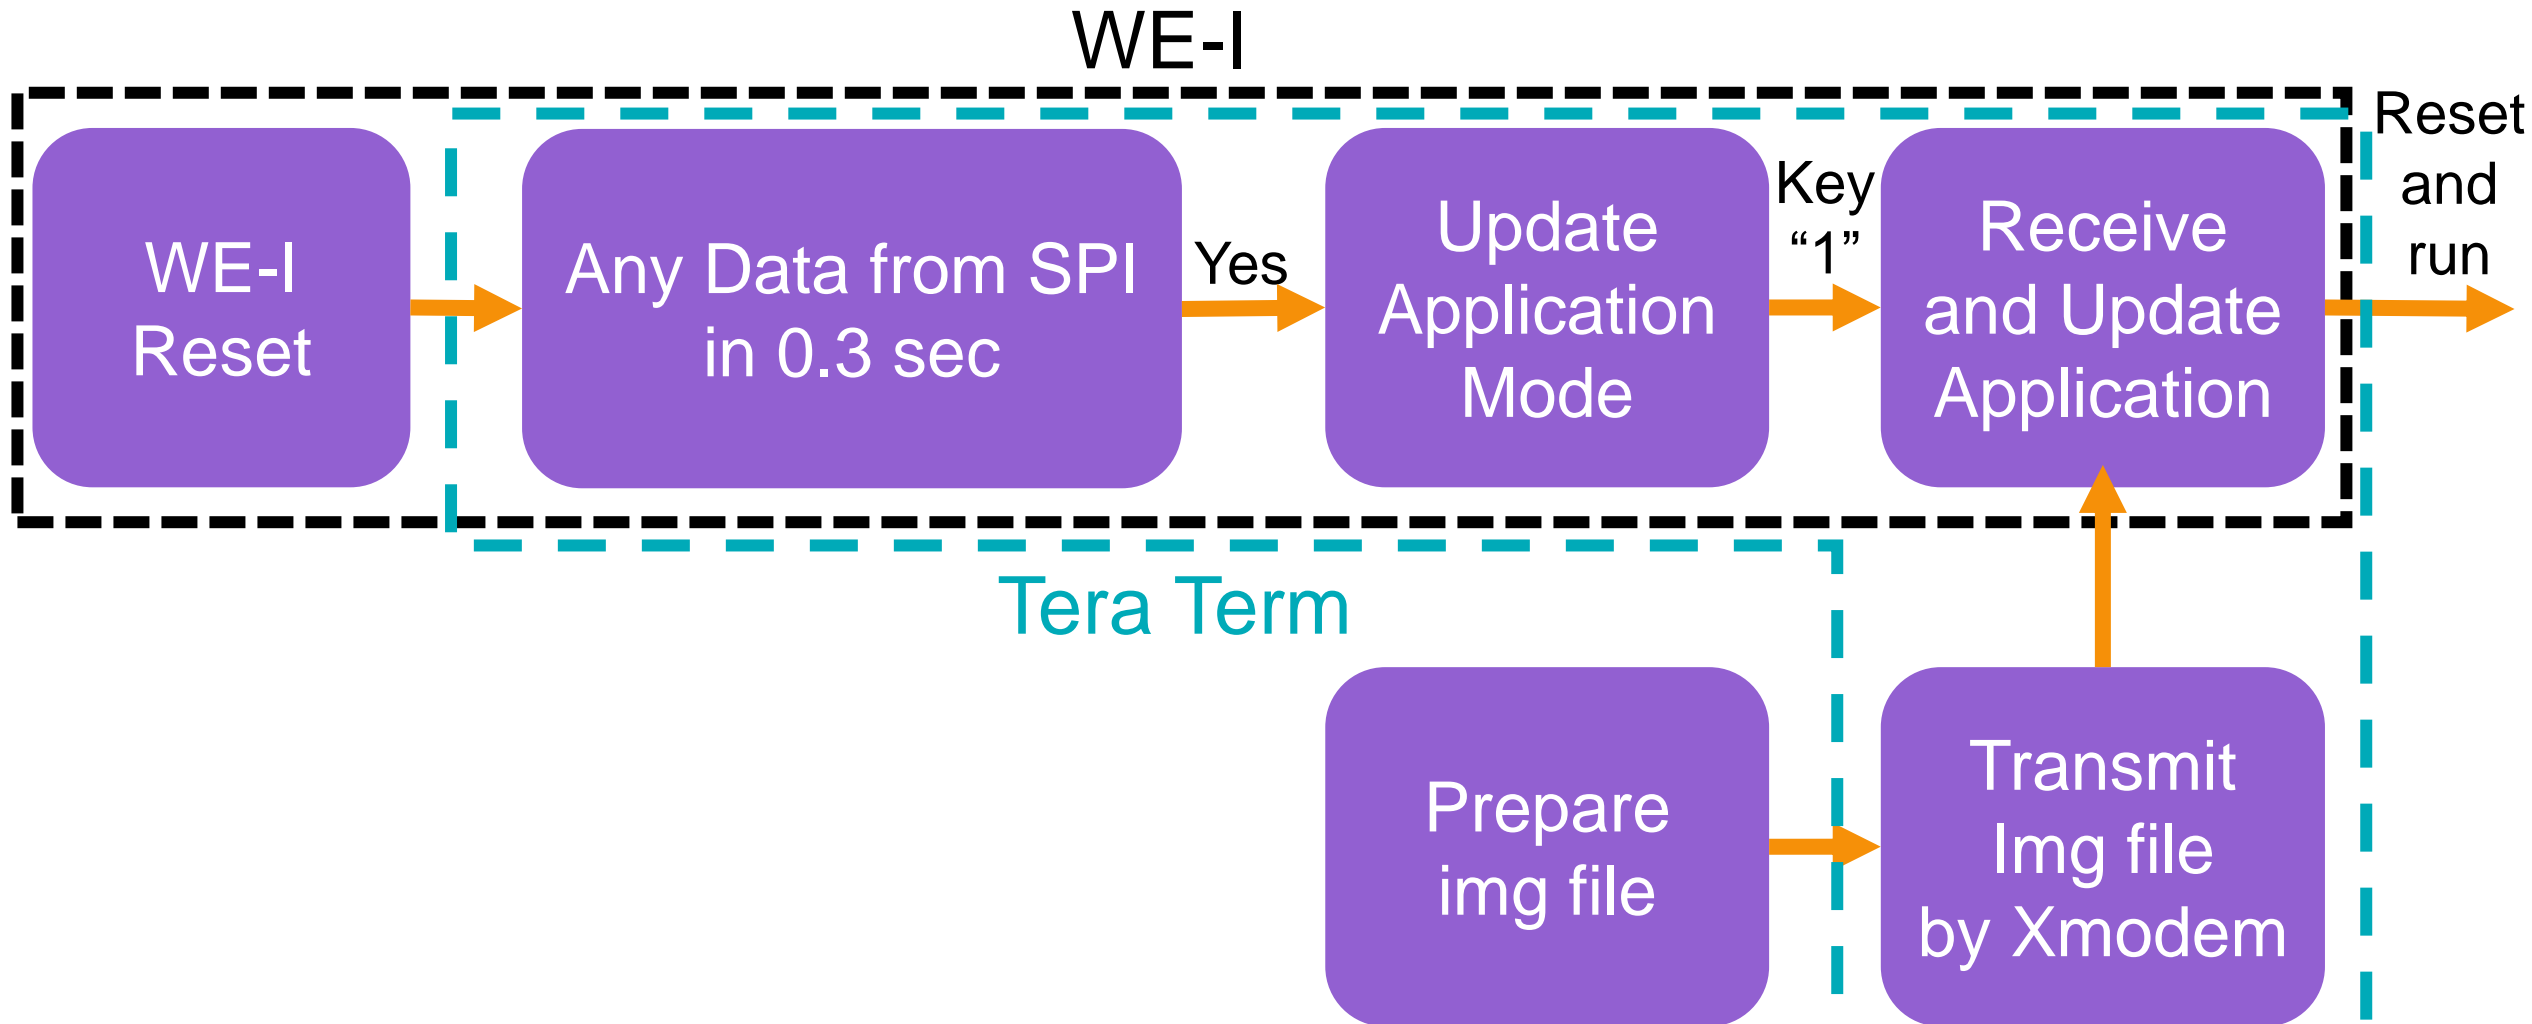 WE-I
WE-I
Reset
Any Data from SPI
in 0.3 sec
Yes
Update
Application
Mode
Key
“1”
Receive
and Update
Application
Reset
and
run
Tera Term
Prepare
img file
Transmit
Img file
by Xmodem